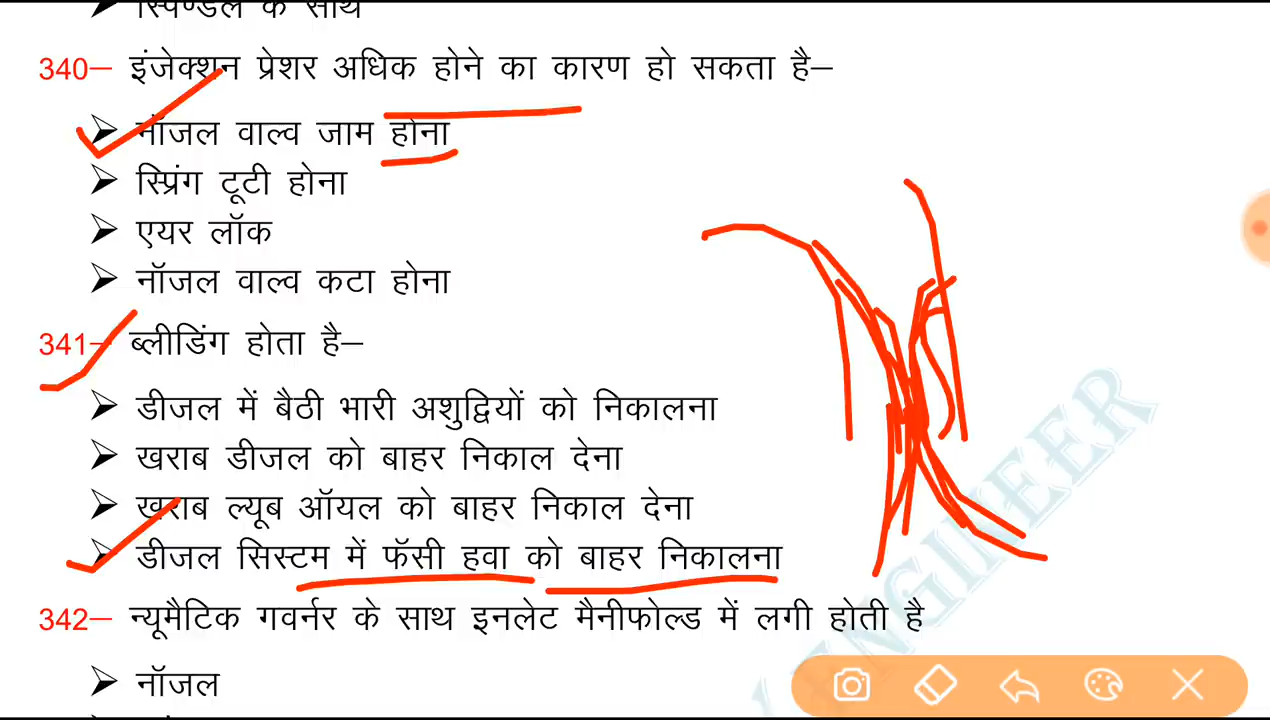 स्पिण्डल के साथ
340– इंजेक्शन प्रेशर अधिक होने का कारण हो सकता है–
➤ नॉजल वाल्व जाम होना
➤ स्प्रिंग टूटी होना
➤ एयर लॉक
➤ नॉजल वाल्व कटा होना
341– ब्लीडिंग होता है–
➤ डीजल में बैठी भारी अशुद्वियों को निकालना
➤ खराब डीजल को बाहर निकाल देना
➤ खराब ल्यूब ऑयल को बाहर निकाल देना
➤ डीजल सिस्टम में फॅसी हवा को बाहर निकालना
342– न्यूमैटिक गवर्नर के साथ इनलेट मैनीफोल्ड में लगी होती है
➤ नॉजल